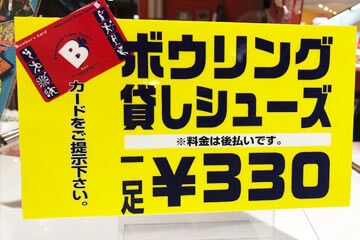 ボウリング
貸しシューズ
※料金は後払いです。
一足 ¥330
カードをご提示下さい。
B